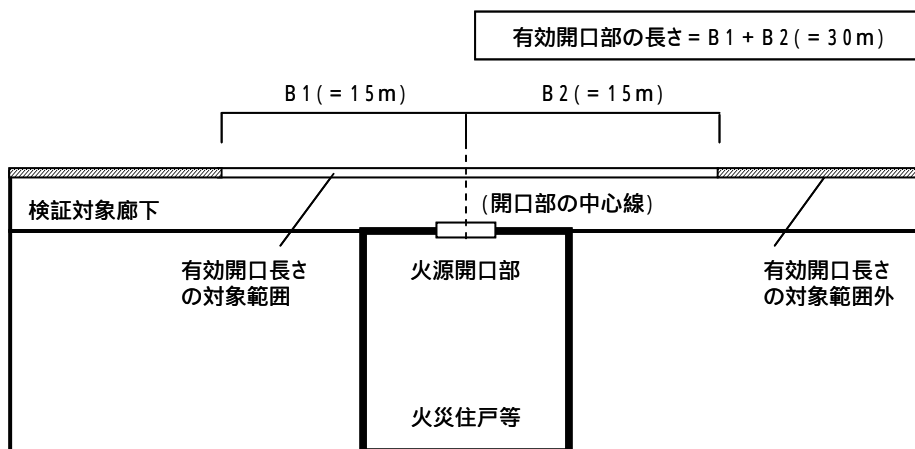 有効開口部の長さ=B1+B2(=30m)
B1(=15m)
B2(=15m)
検証対象廊下
(開口部の中心線)
有効開口長さ
の対象範囲
火源開口部
有効開口長さ
の対象範囲外
火災住戸等